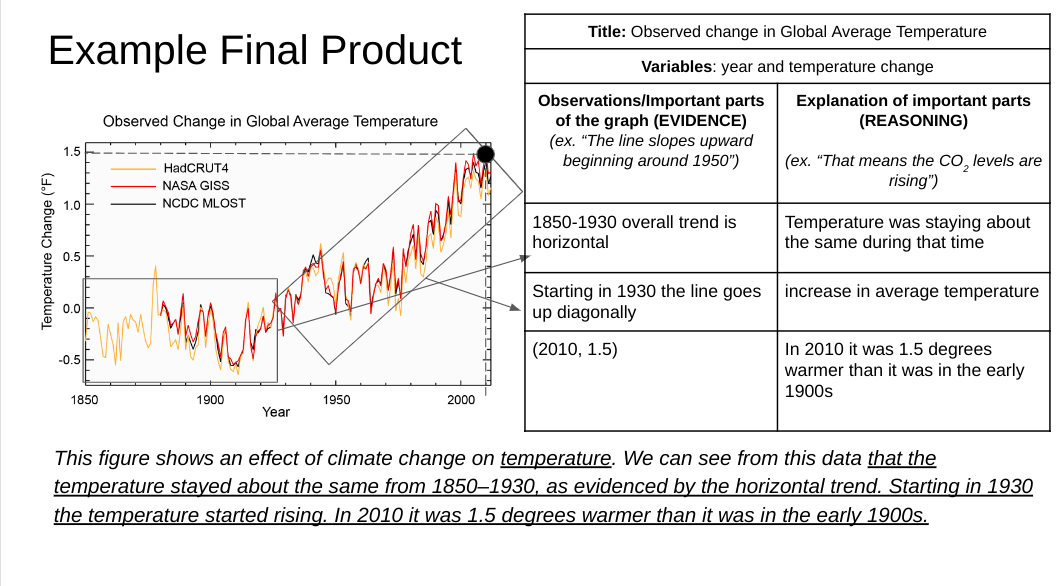 Example Final Product
Observed Change in Global Average Temperature
Temperature Change (°F)
1.5
1.0
0.5
0.0
-0.5
HadCRUT4
NASA GISS
NCDC MLOST
1850
1900
1950
2000
Year
Title: Observed change in Global Average Temperature
Variables: year and temperature change
Observations/Important parts
of the graph (EVIDENCE)
(ex. “The line slopes upward
beginning around 1950”)
Explanation of important parts
(REASONING)
(ex. “That means the CO2 levels are
rising”)
1850-1930 overall trend is
horizontal
Temperature was staying about
the same during that time
Starting in 1930 the line goes
up diagonally
increase in average temperature
(2010, 1.5)
In 2010 it was 1.5 degrees
warmer than it was in the early
1900s
This figure shows an effect of climate change on temperature. We can see from this data that the
temperature stayed about the same from 1850–1930, as evidenced by the horizontal trend. Starting in 1930
the temperature started rising. In 2010 it was 1.5 degrees warmer than it was in the early 1900s.